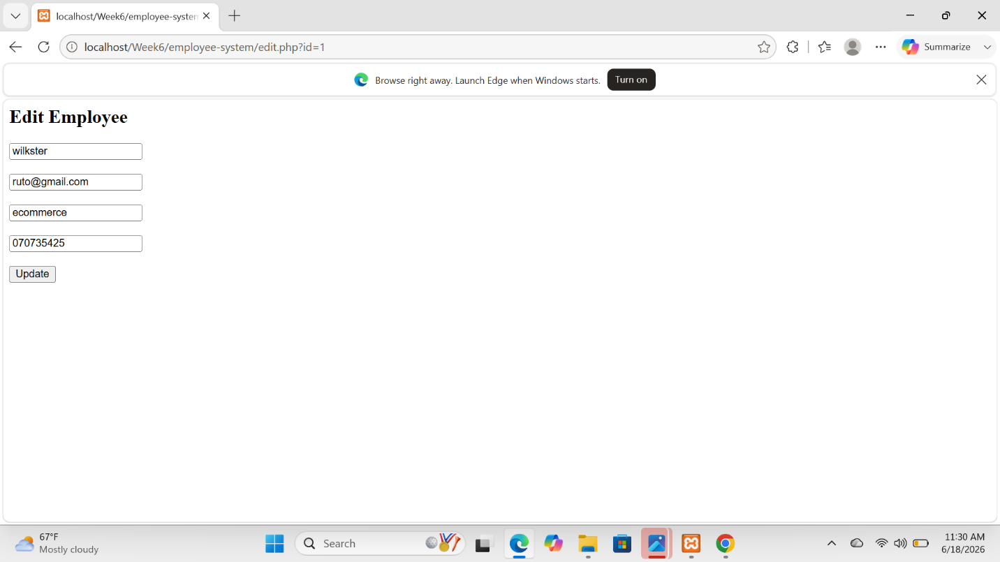 localhost/Week6/employee-system
localhost/Week6/employee-system/edit.php?id=1
Summarize
Browse right away. Launch Edge when Windows starts.
Turn on
Edit Employee
wilkster
ruto@gmail.com
ecommerce
070735425
Update
67°F
Mostly cloudy
Search
11:30 AM
6/18/2026